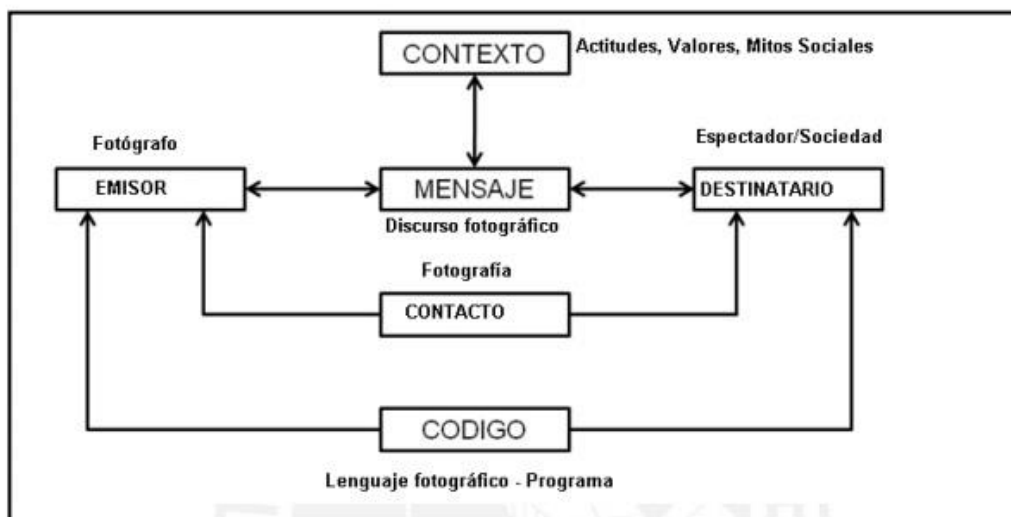 CONTEXTO
Actitudes, Valores, Mitos Sociales
Fotógrafo
Espectador/Sociedad
EMISOR
MENSAJE
DESTINATARIO
Discurso fotográfico
Fotografía
CONTACTO
CODIGO
Lenguaje fotográfico - Programa